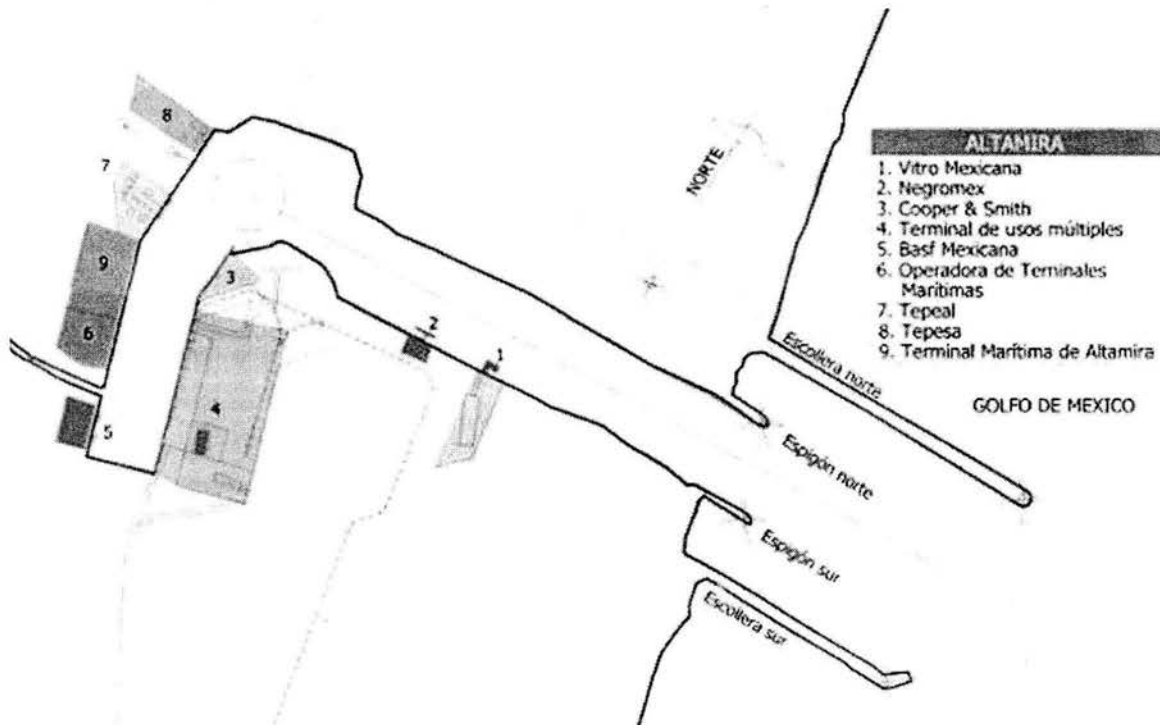 8
7
9
6
5
3
4
2
1
NORTE
ALTAMIRA
1. Vitro Mexicana
2. Negromex
3. Cooper & Smith
4. Terminal de usos múltiples
5. Basf Mexicana
6. Operadora de Terminales
Marítimas
7. Tepeal
8. Tepesa
9. Terminal Marítima de Altamira
GOLFO DE MEXICO
Escollera norte
Espigón norte
Espigón sur
Escollera sur